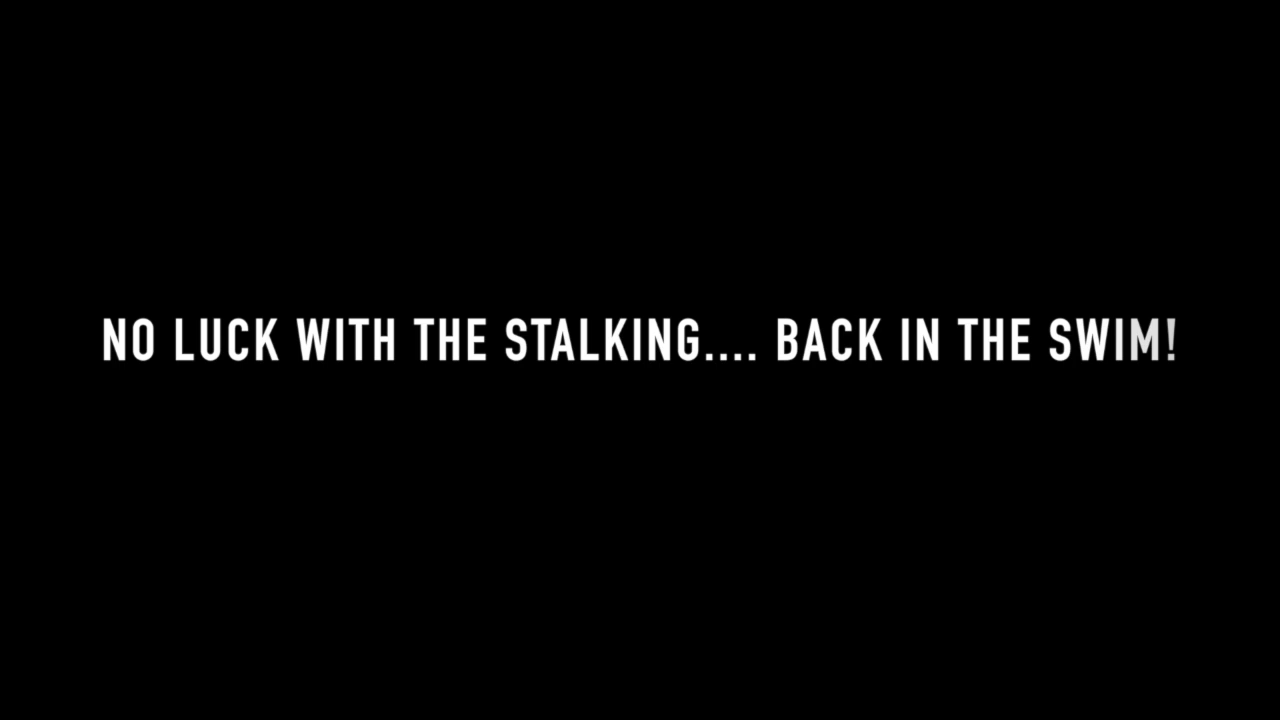 NO LUCK WITH THE STALKING.... BACK IN THE SWIM!